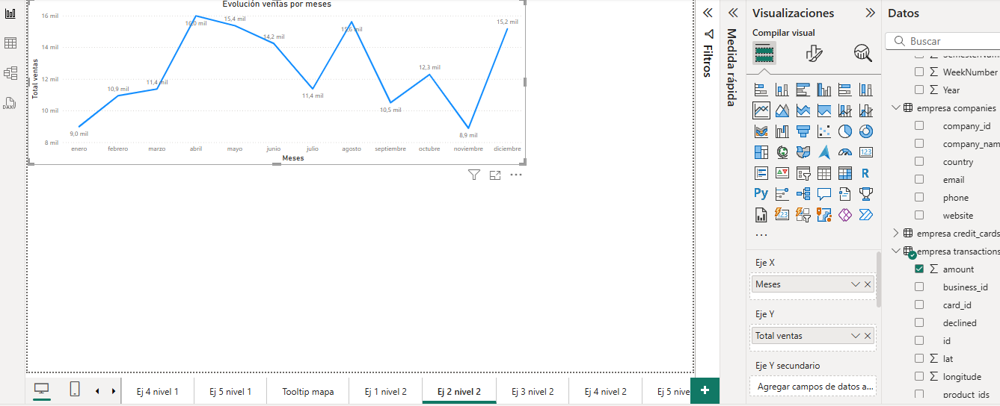 Evolución ventas por meses
16 mil
14 mil
12 mil
10 mil
8 mil
Total ventas
9,0 mil
10,9 mil
11,4 mil
16,0 mil
15,4 mil
14,2 mil
11,4 mil
15,6 mil
10,5 mil
12,3 mil
8,9 mil
15,2 mil
enero febrero marzo abril mayo junio julio agosto septiembre octubre noviembre diciembre
Meses
DAX
Ej 4 nivel 1
Ej 5 nivel 1
Tooltip mapa
Ej 1 nivel 2
Ej 2 nivel 2
Ej 3 nivel 2
Ej 4 nivel 2
Ej 5 nive
+
Filtros
Medida rápida
Visualizaciones
Compilar visual
123
R
Py
123
...
Eje X
Meses
Eje Y
Total ventas
Eje Y secundario
Agregar campos de datos a...
Datos
Buscar
WeekNumber
Year
empresa companies
company_id
company_nam
country
email
phone
website
empresa credit_cards
empresa transactions
amount
business_id
card_id
declined
id
lat
longitude
product_ids